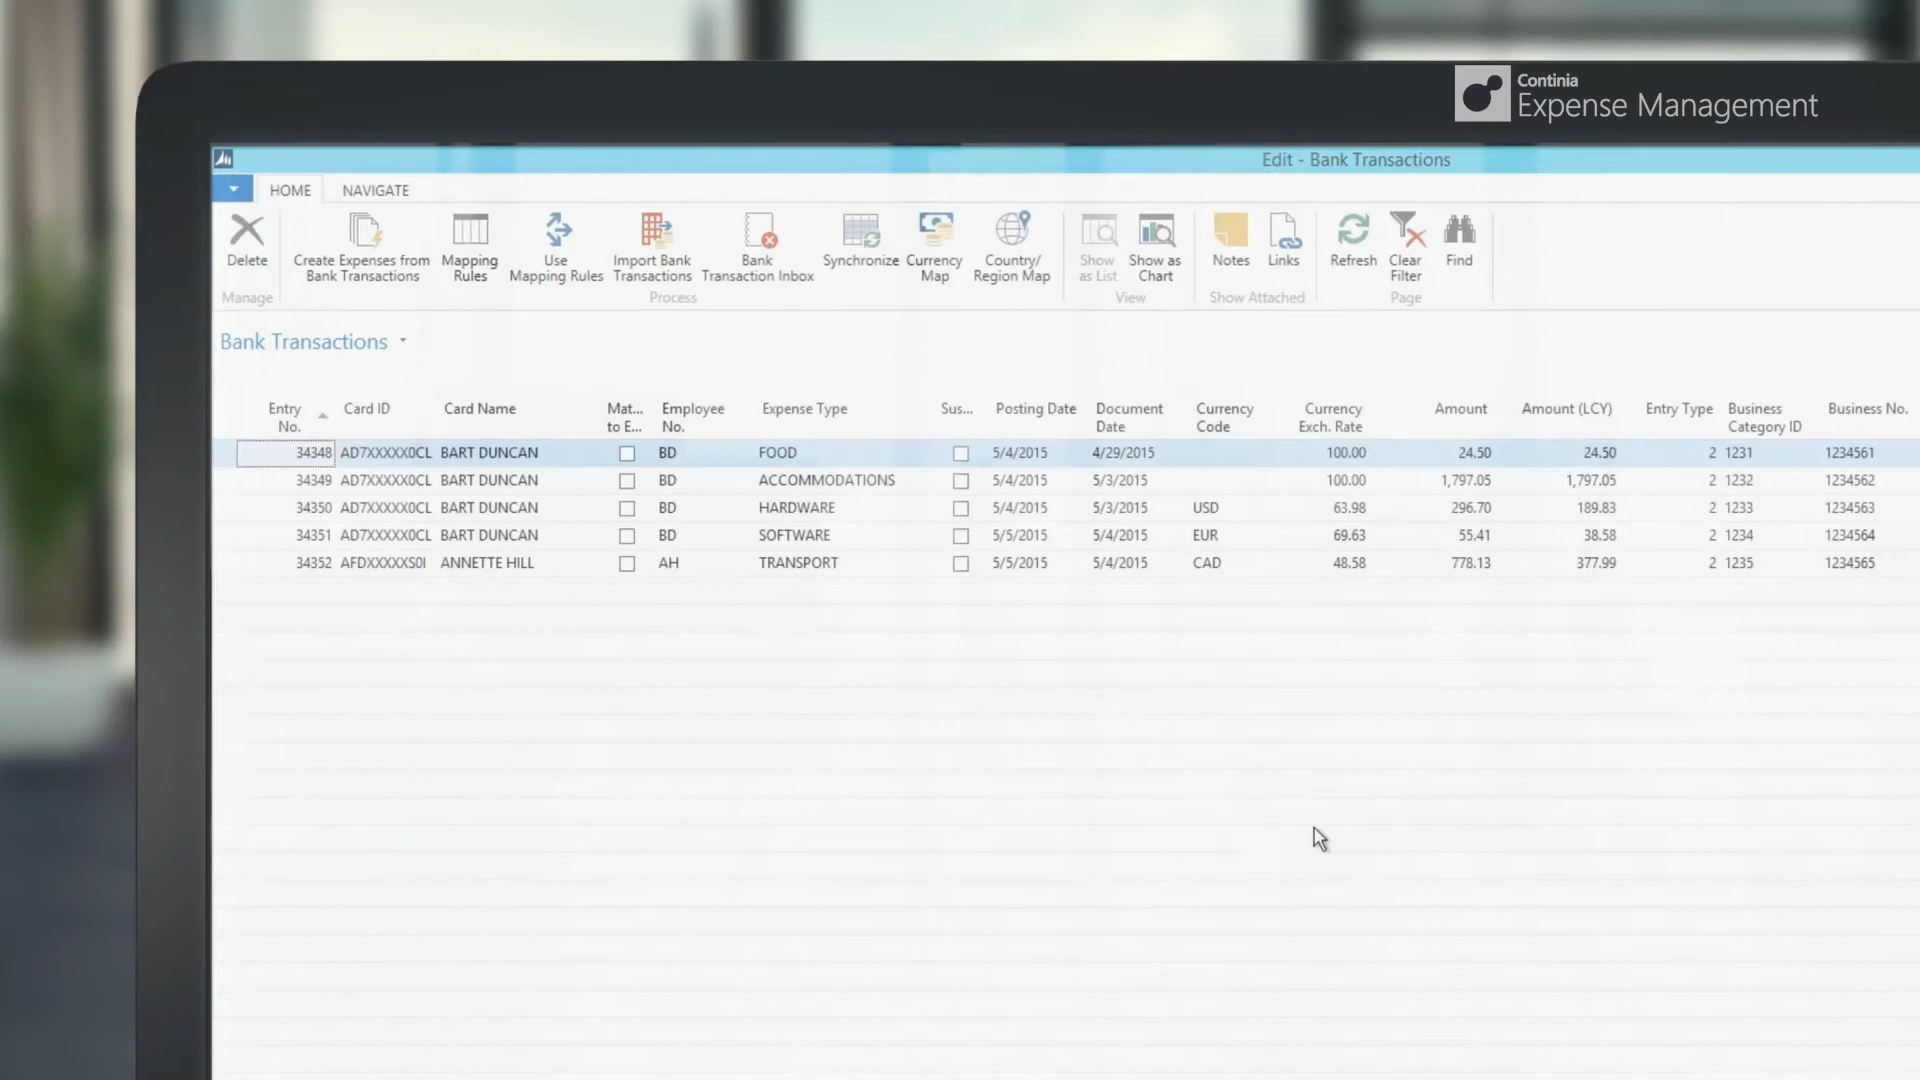 Continia
Expense Management
Edit - Bank Transactions
HOME NAVIGATE
Delete
Create Expenses from Bank Transactions
Mapping Rules
Use Mapping Rules
Import Bank Transactions
Bank Transaction Inbox
Synchronize
Currency Map
Country/ Region Map
Show as List
Show as Chart
Notes
Links
Refresh
Clear Filter
Find
Manage Process View Show Attached Page
Bank Transactions
Entry No. Card ID Card Name Mat... to E... Employee No. Expense Type Sus... Posting Date Document Date Currency Code Currency Exch. Rate Amount Amount (LCY) Entry Type Business Category ID Business No.
34348 AD7XXXXX0CL BART DUNCAN BD FOOD 5/4/2015 4/29/2015 100.00 24.50 24.50 2 1231 1234561
34349 AD7XXXXX0CL BART DUNCAN BD ACCOMMODATIONS 5/4/2015 5/3/2015 100.00 1,797.05 1,797.05 2 1232 1234562
34350 AD7XXXXX0CL BART DUNCAN BD HARDWARE 5/4/2015 5/3/2015 USD 63.98 296.70 189.83 2 1233 1234563
34351 AD7XXXXX0CL BART DUNCAN BD SOFTWARE 5/5/2015 5/4/2015 EUR 69.63 55.41 38.58 2 1234 1234564
34352 AFDXXXXXS0I ANNETTE HILL AH TRANSPORT 5/5/2015 5/4/2015 CAD 48.58 778.13 377.99 2 1235 1234565